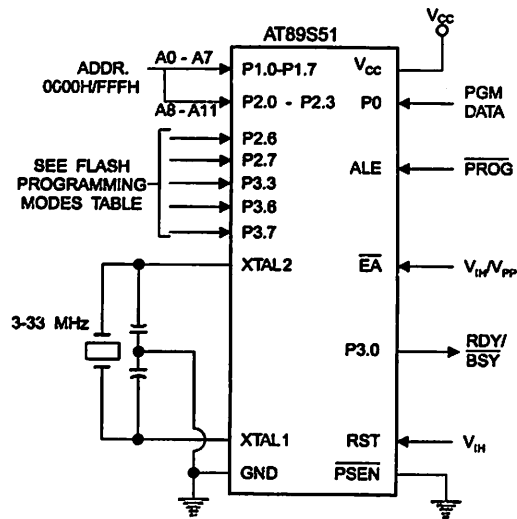 AT89S51
VCC
ADDR.
0000H/FFFH
A0 - A7
A8 - A11
P1.0-P1.7
P2.0 - P2.3
P2.6
P2.7
P3.3
P3.6
P3.7
SEE FLASH
PROGRAMMING
MODES TABLE
XTAL2
3-33 MHz
XTAL1
GND
VCC
P0
PGM
DATA
ALE
PROG
EA
VIH/VPP
P3.0
RDY/
BSY
RST
VIH
PSEN